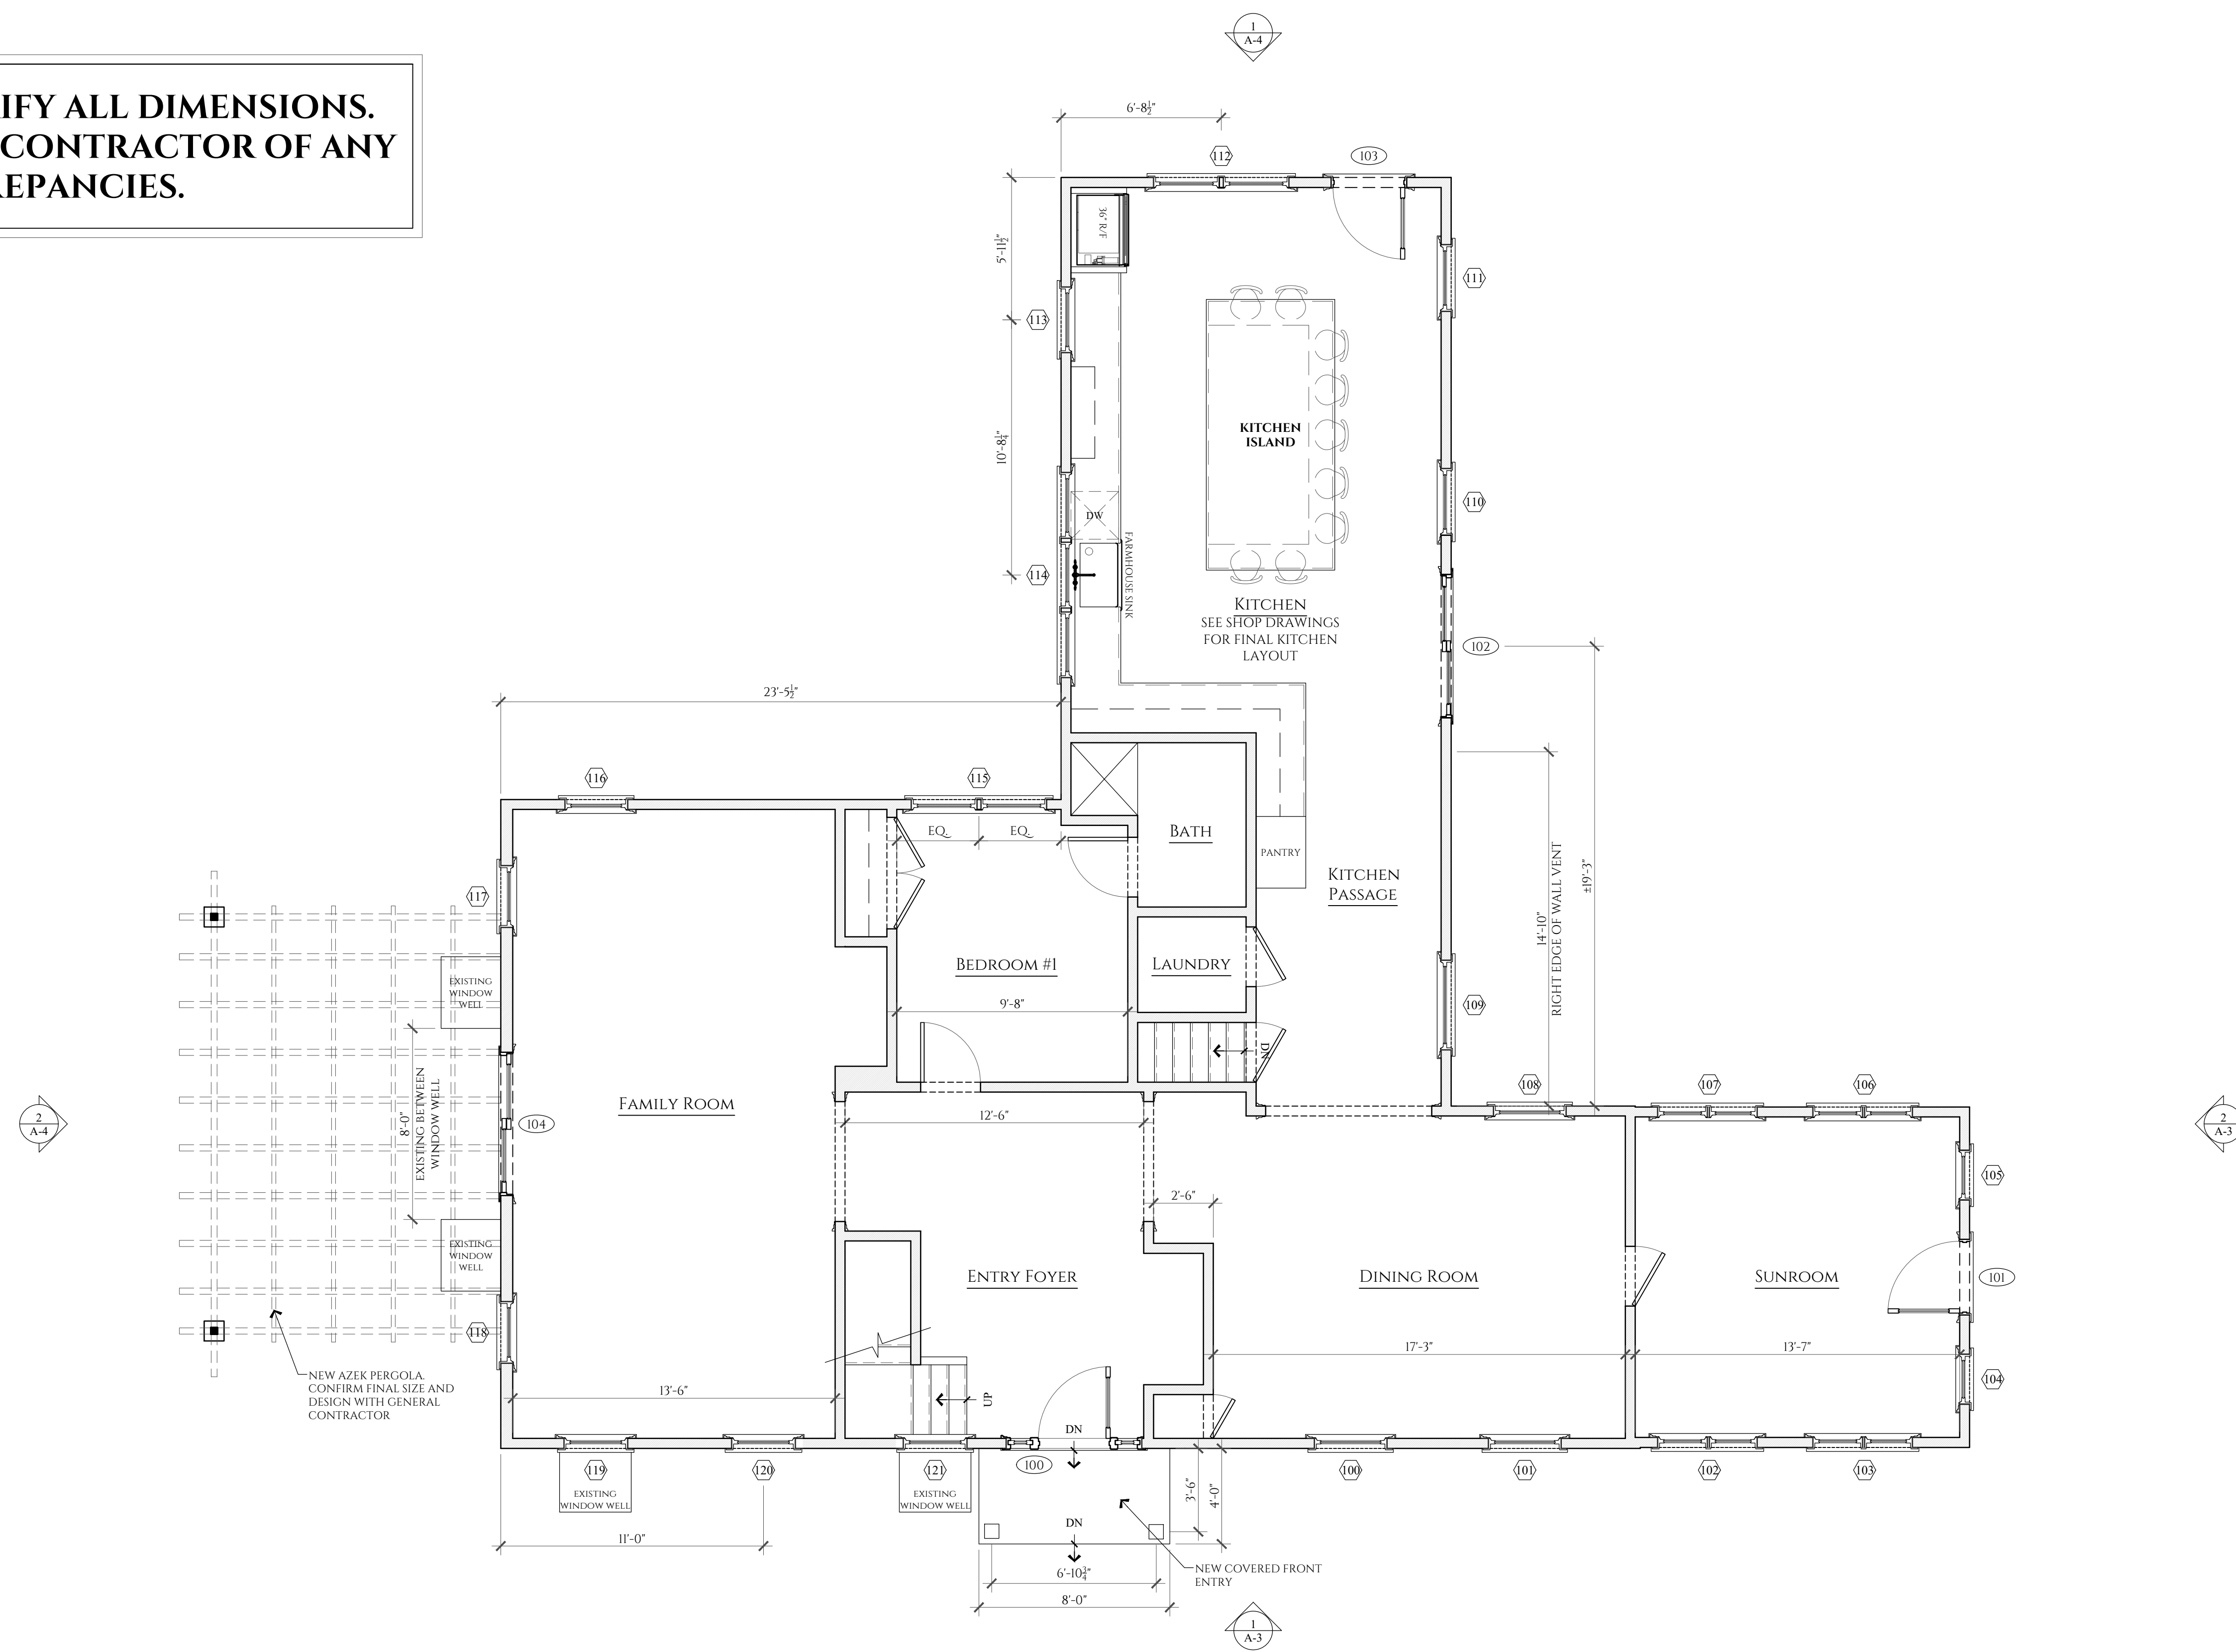 1
A-4
IFY ALL DIMENSIONS.
CONTRACTOR OF ANY
REPANCIES.
6'-8½"
112
103
36" R/F
5'-11½"
111
113
10'-8¼"
KITCHEN
ISLAND
110
DW
FARMHOUSE SINK
114
KITCHEN
SEE SHOP DRAWINGS
FOR FINAL KITCHEN
LAYOUT
102
23'-5½"
116
115
EQ.
EQ.
BATH
PANTRY
KITCHEN
PASSAGE
14'-10"
RIGHT EDGE OF WALL VENT
±19'-3"
117
EXISTING
WINDOW
WELL
BEDROOM #1
LAUNDRY
9'-8"
109
DN
2
A-4
8'-0"
EXISTING BETWEEN
WINDOW WELL
104
FAMILY ROOM
12'-6"
108
107
106
2
A-3
105
2'-6"
EXISTING
WINDOW
WELL
ENTRY FOYER
DINING ROOM
SUNROOM
101
118
17'-3"
13'-7"
NEW AZEK PERGOLA.
CONFIRM FINAL SIZE AND
DESIGN WITH GENERAL
CONTRACTOR
13'-6"
UP
104
DN
119
120
121
100
100
101
102
103
EXISTING
WINDOW WELL
EXISTING
WINDOW WELL
3'-6"
4'-0"
DN
11'-0"
6'-10¾"
NEW COVERED FRONT
ENTRY
8'-0"
1
A-3